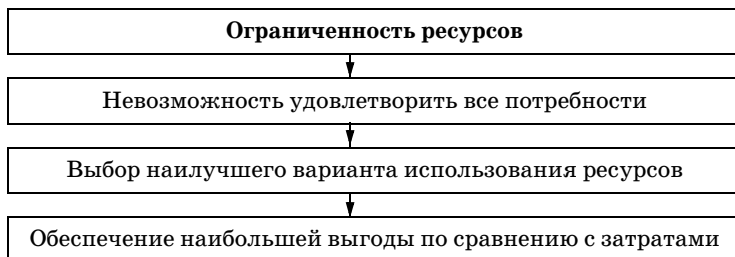 Ограниченность ресурсов
Невозможность удовлетворить все потребности
Выбор наилучшего варианта использования ресурсов
Обеспечение наибольшей выгоды по сравнению с затратами